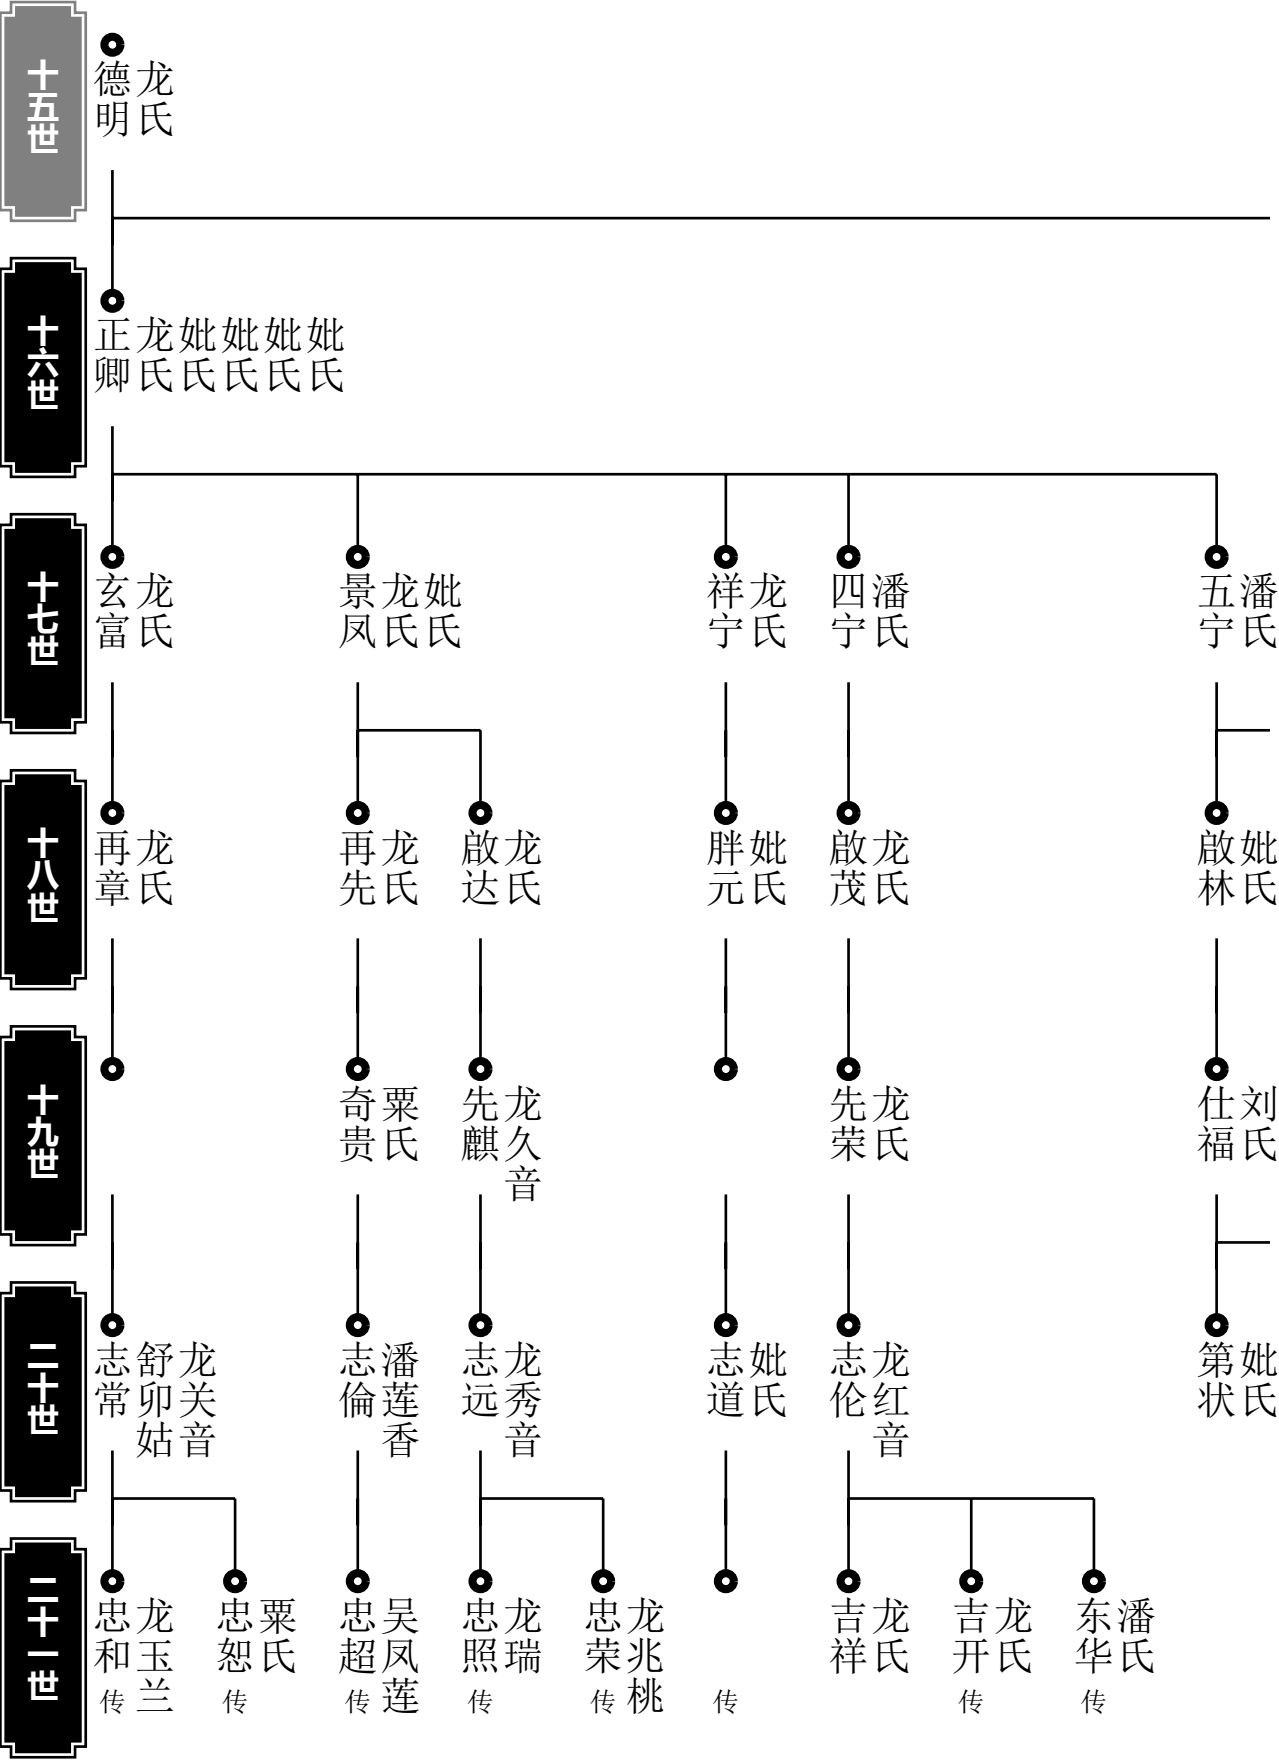 十五世
德明
龙氏
十六世
正卿
龙氏
妣氏
妣氏
妣氏
妣氏
十七世
玄富
龙氏
景凤
龙氏
妣氏
祥宁
龙氏
四宁
潘氏
五宁
潘氏
十八世
再章
龙氏
再先
龙氏
啟达
龙氏
胖元
妣氏
啟茂
龙氏
啟林
妣氏
十九世
奇贵
粟氏
先麒
龙久音
先荣
龙氏
仕福
刘氏
二十世
志常
舒卯姑
龙关音
志倫
潘莲香
志远
龙秀音
志道
妣氏
志伦
龙红音
第状
妣氏
二十一世
忠和
传
龙玉兰
忠恕
传
粟氏
忠超
传
吴凤莲
忠照
传
龙瑞
忠荣
传
龙兆桃
传
吉祥
龙氏
吉开
传
龙氏
东华
传
潘氏